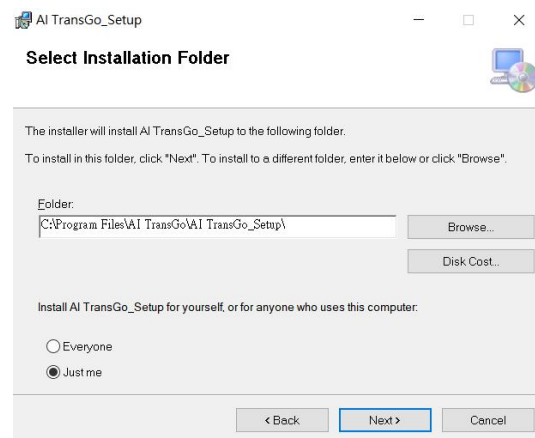 AI TransGo_Setup
Select Installation Folder
The installer will install AI TransGo_Setup to the following folder.
To install in this folder, click "Next". To install to a different folder, enter it below or click "Browse".
Folder:
C:\Program Files\AI TransGo\AI TransGo_Setup\
Browse...
Disk Cost...
Install AI TransGo_Setup for yourself, or for anyone who uses this computer:
Everyone
Just me
< Back
Next >
Cancel